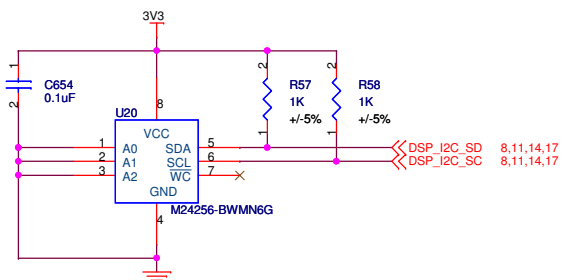 3V3
1
C654
0.1uF
2
2
R57
1K
+/-5%
1
2
R58
1K
+/-5%
1
U20
8
VCC
1 A0 SDA 5 DSP_I2C_SD 8,11,14,17
2 A1 SCL 6 DSP_I2C_SC 8,11,14,17
3 A2 WC 7
GND
M24256-BWMN6G
4